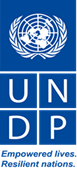 U N
D P
Empowered lives.
Resilient nations.